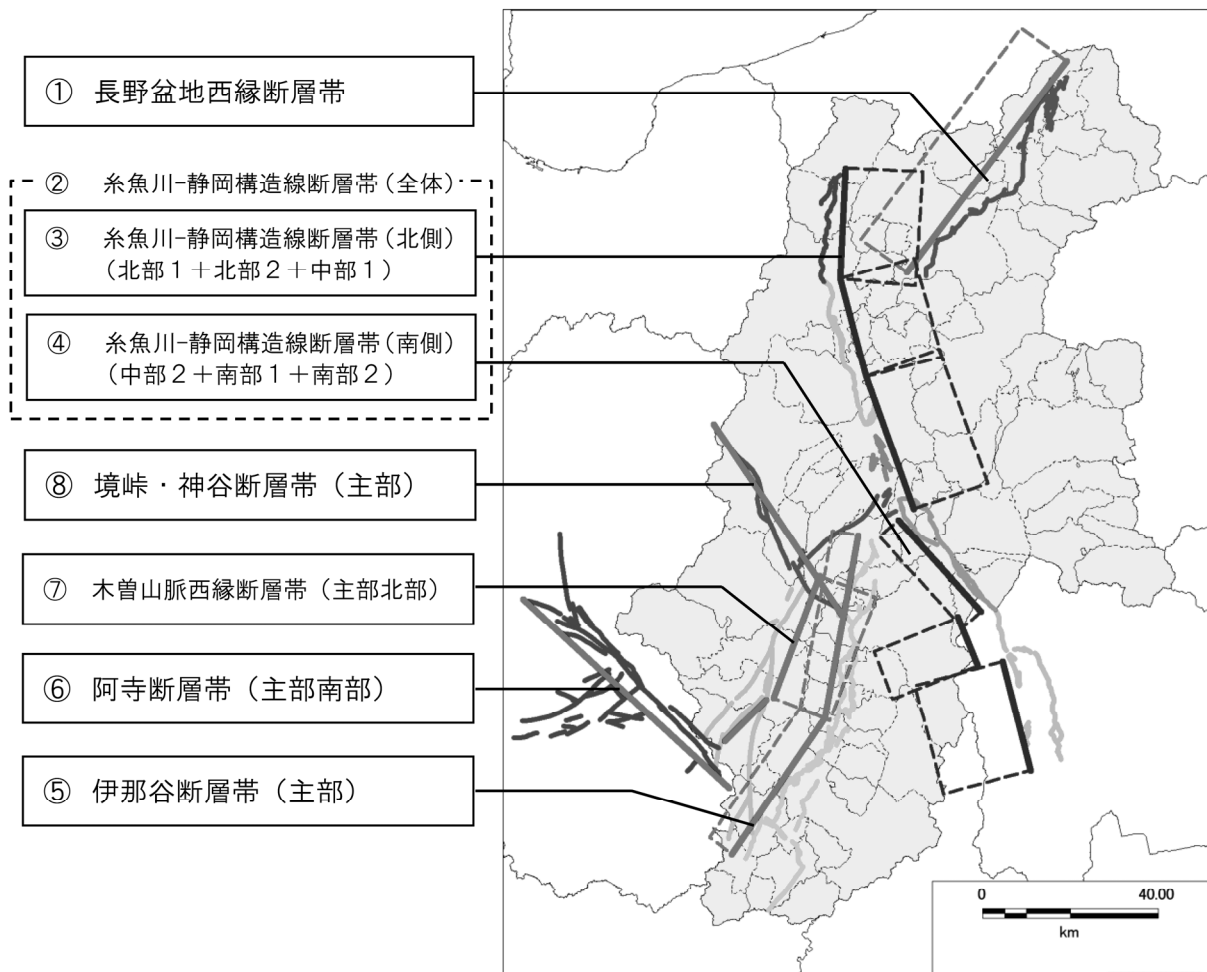 ① 長野盆地西縁断層帯
② 糸魚川-静岡構造線断層帯(全体)
③ 糸魚川-静岡構造線断層帯(北側)
(北部1+北部2+中部1)
④ 糸魚川-静岡構造線断層帯(南側)
(中部2+南部1+南部2)
⑧ 境峠・神谷断層帯(主部)
⑦ 木曽山脈西縁断層帯(主部北部)
⑥ 阿寺断層帯(主部南部)
⑤ 伊那谷断層帯(主部)
0 40.00
km